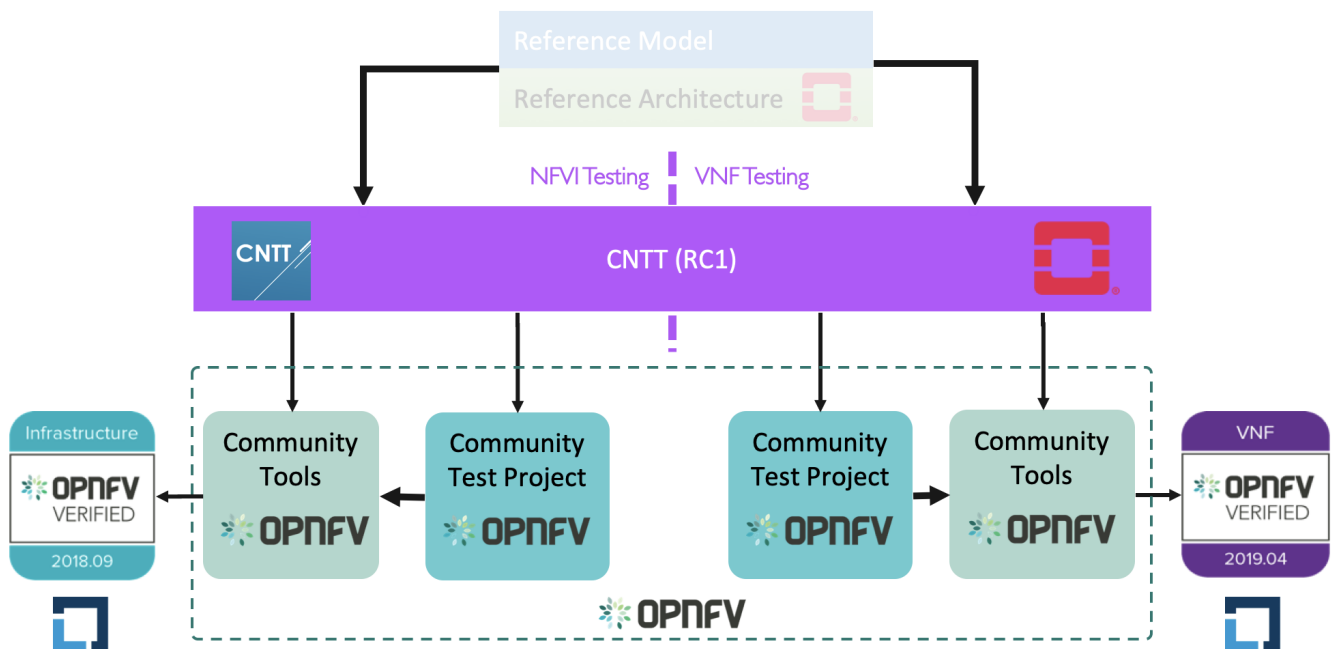 Reference Model
Reference Architecture
®
NFVI Testing
VNF Testing
CNTT
CNTT (RC1)
®
Infrastructure
OPNFV
VERIFIED
2018.09
Community
Tools
OPNFV
Community
Test Project
OPNFV
Community
Test Project
OPNFV
Community
Tools
OPNFV
VNF
OPNFV
VERIFIED
2019.04
OPNFV